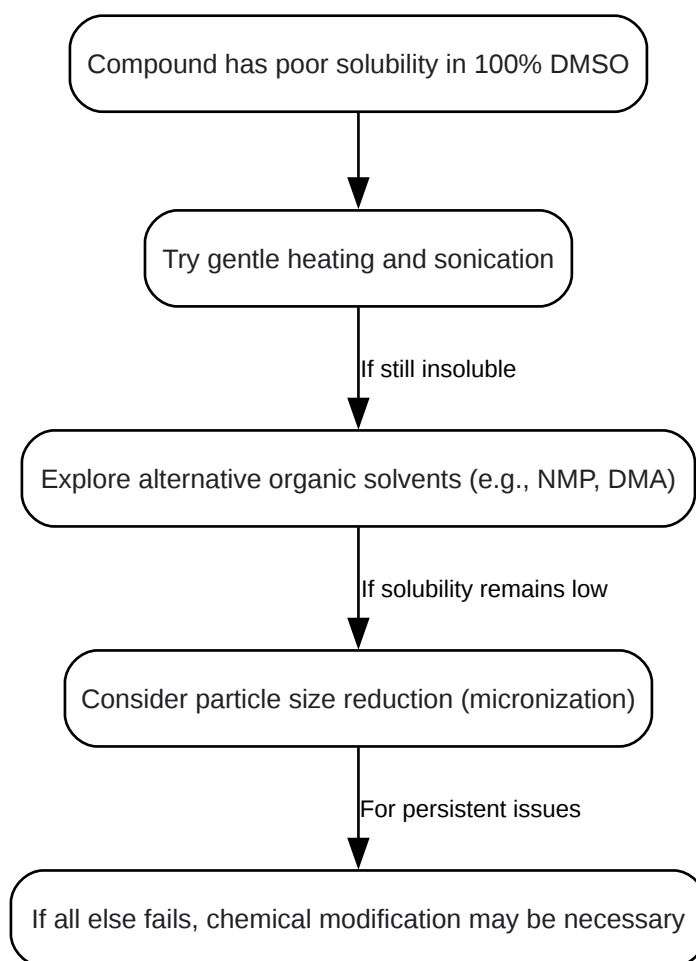 Compound has poor solubility in 100% DMSO
Try gentle heating and sonication
If still insoluble
Explore alternative organic solvents (e.g., NMP, DMA)
If solubility remains low
Consider particle size reduction (micronization)
For persistent issues
If all else fails, chemical modification may be necessary